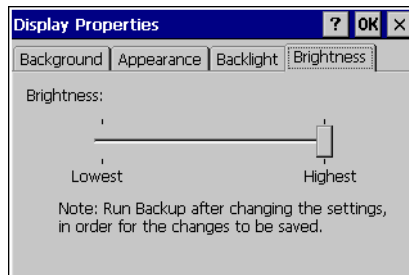 Display Properties ? OK ×
Background Appearance Backlight Brightness
Brightness:
Lowest Highest
Note: Run Backup after changing the settings,
in order for the changes to be saved.